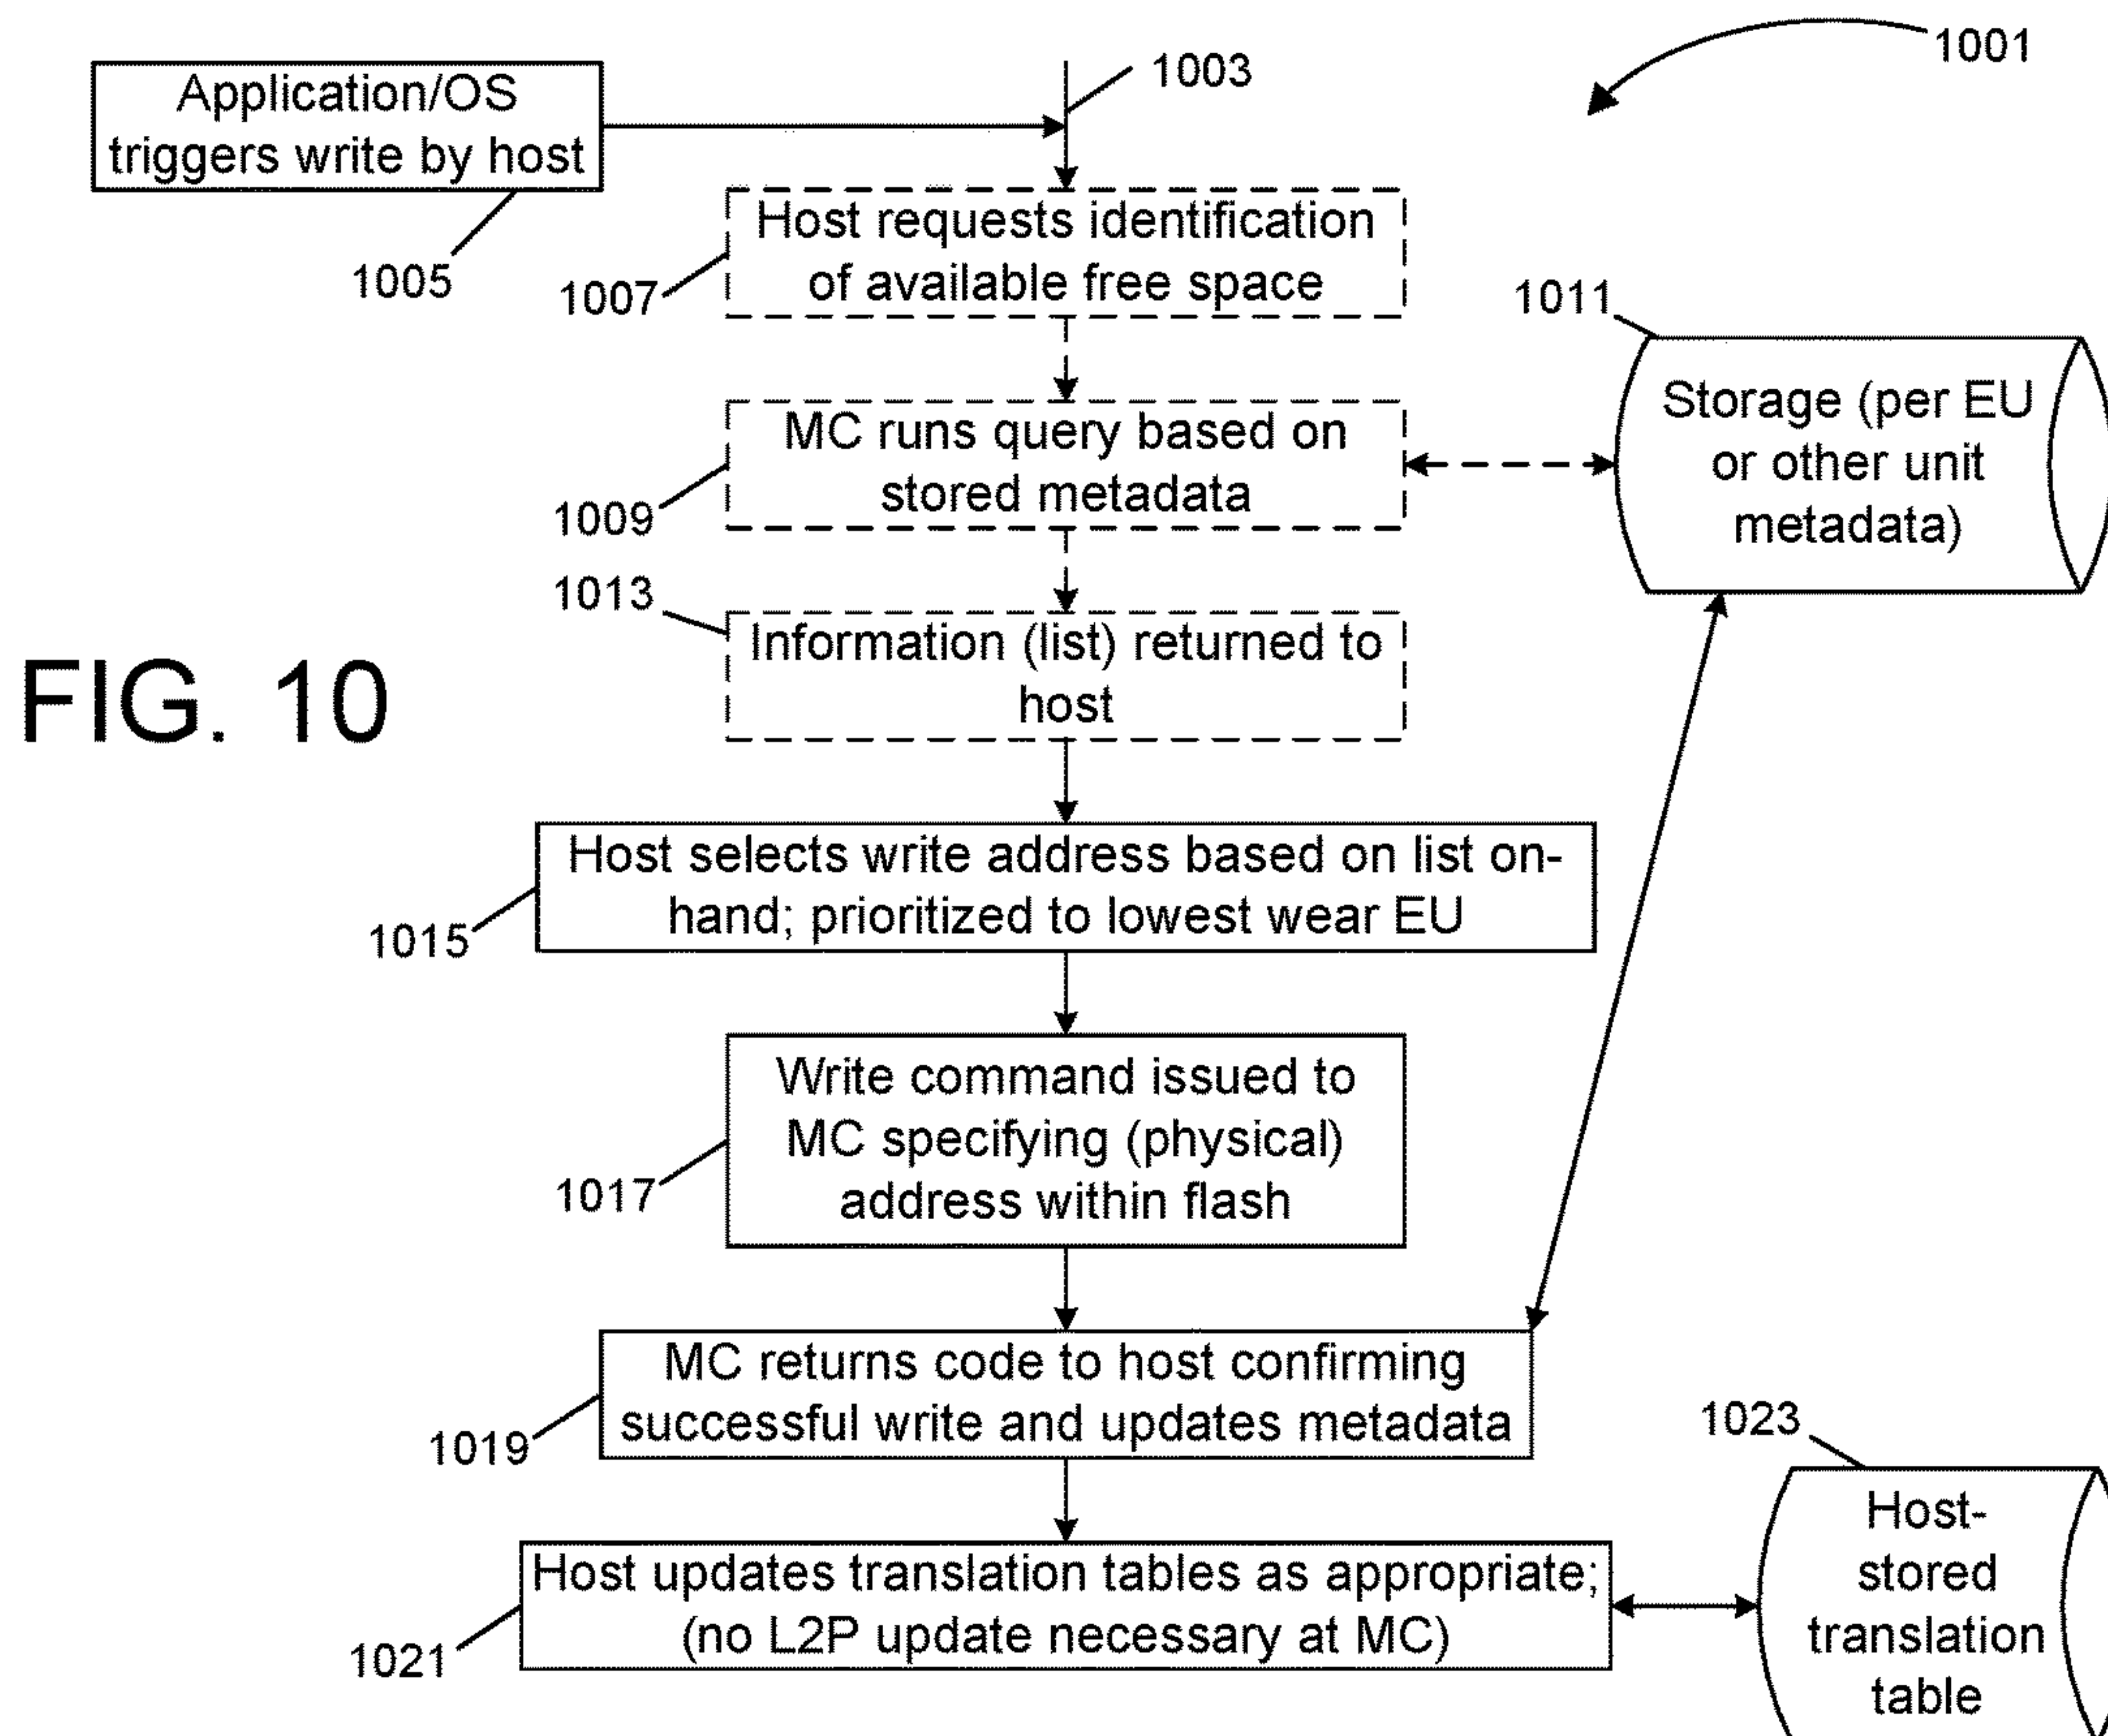 1001
1003
Application/OS
triggers write by host
1005
Host requests identification
of available free space
1007
1011
Storage (per EU
or other unit
metadata)
MC runs query based on
stored metadata
1009
1013
Information (list) returned to
host
FIG. 10
Host selects write address based on list on-
hand; prioritized to lowest wear EU
1015
Write command issued to
MC specifying (physical)
address within flash
1017
MC returns code to host confirming
successful write and updates metadata
1019
1023
Host-
stored
translation
table
Host updates translation tables as appropriate;
(no L2P update necessary at MC)
1021